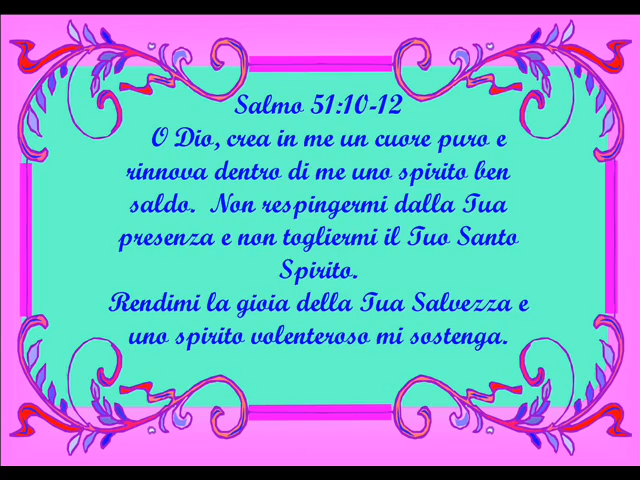 Salmo 51:10-12
O Dio, crea in me un cuore puro e
rinnova dentro di me uno spirito ben
saldo. Non respingermi dalla Tua
presenza e non togliermi il Tuo Santo
Spirito.
Rendimi la gioia della Tua Salvezza e
uno spirito volenteroso mi sostenga.